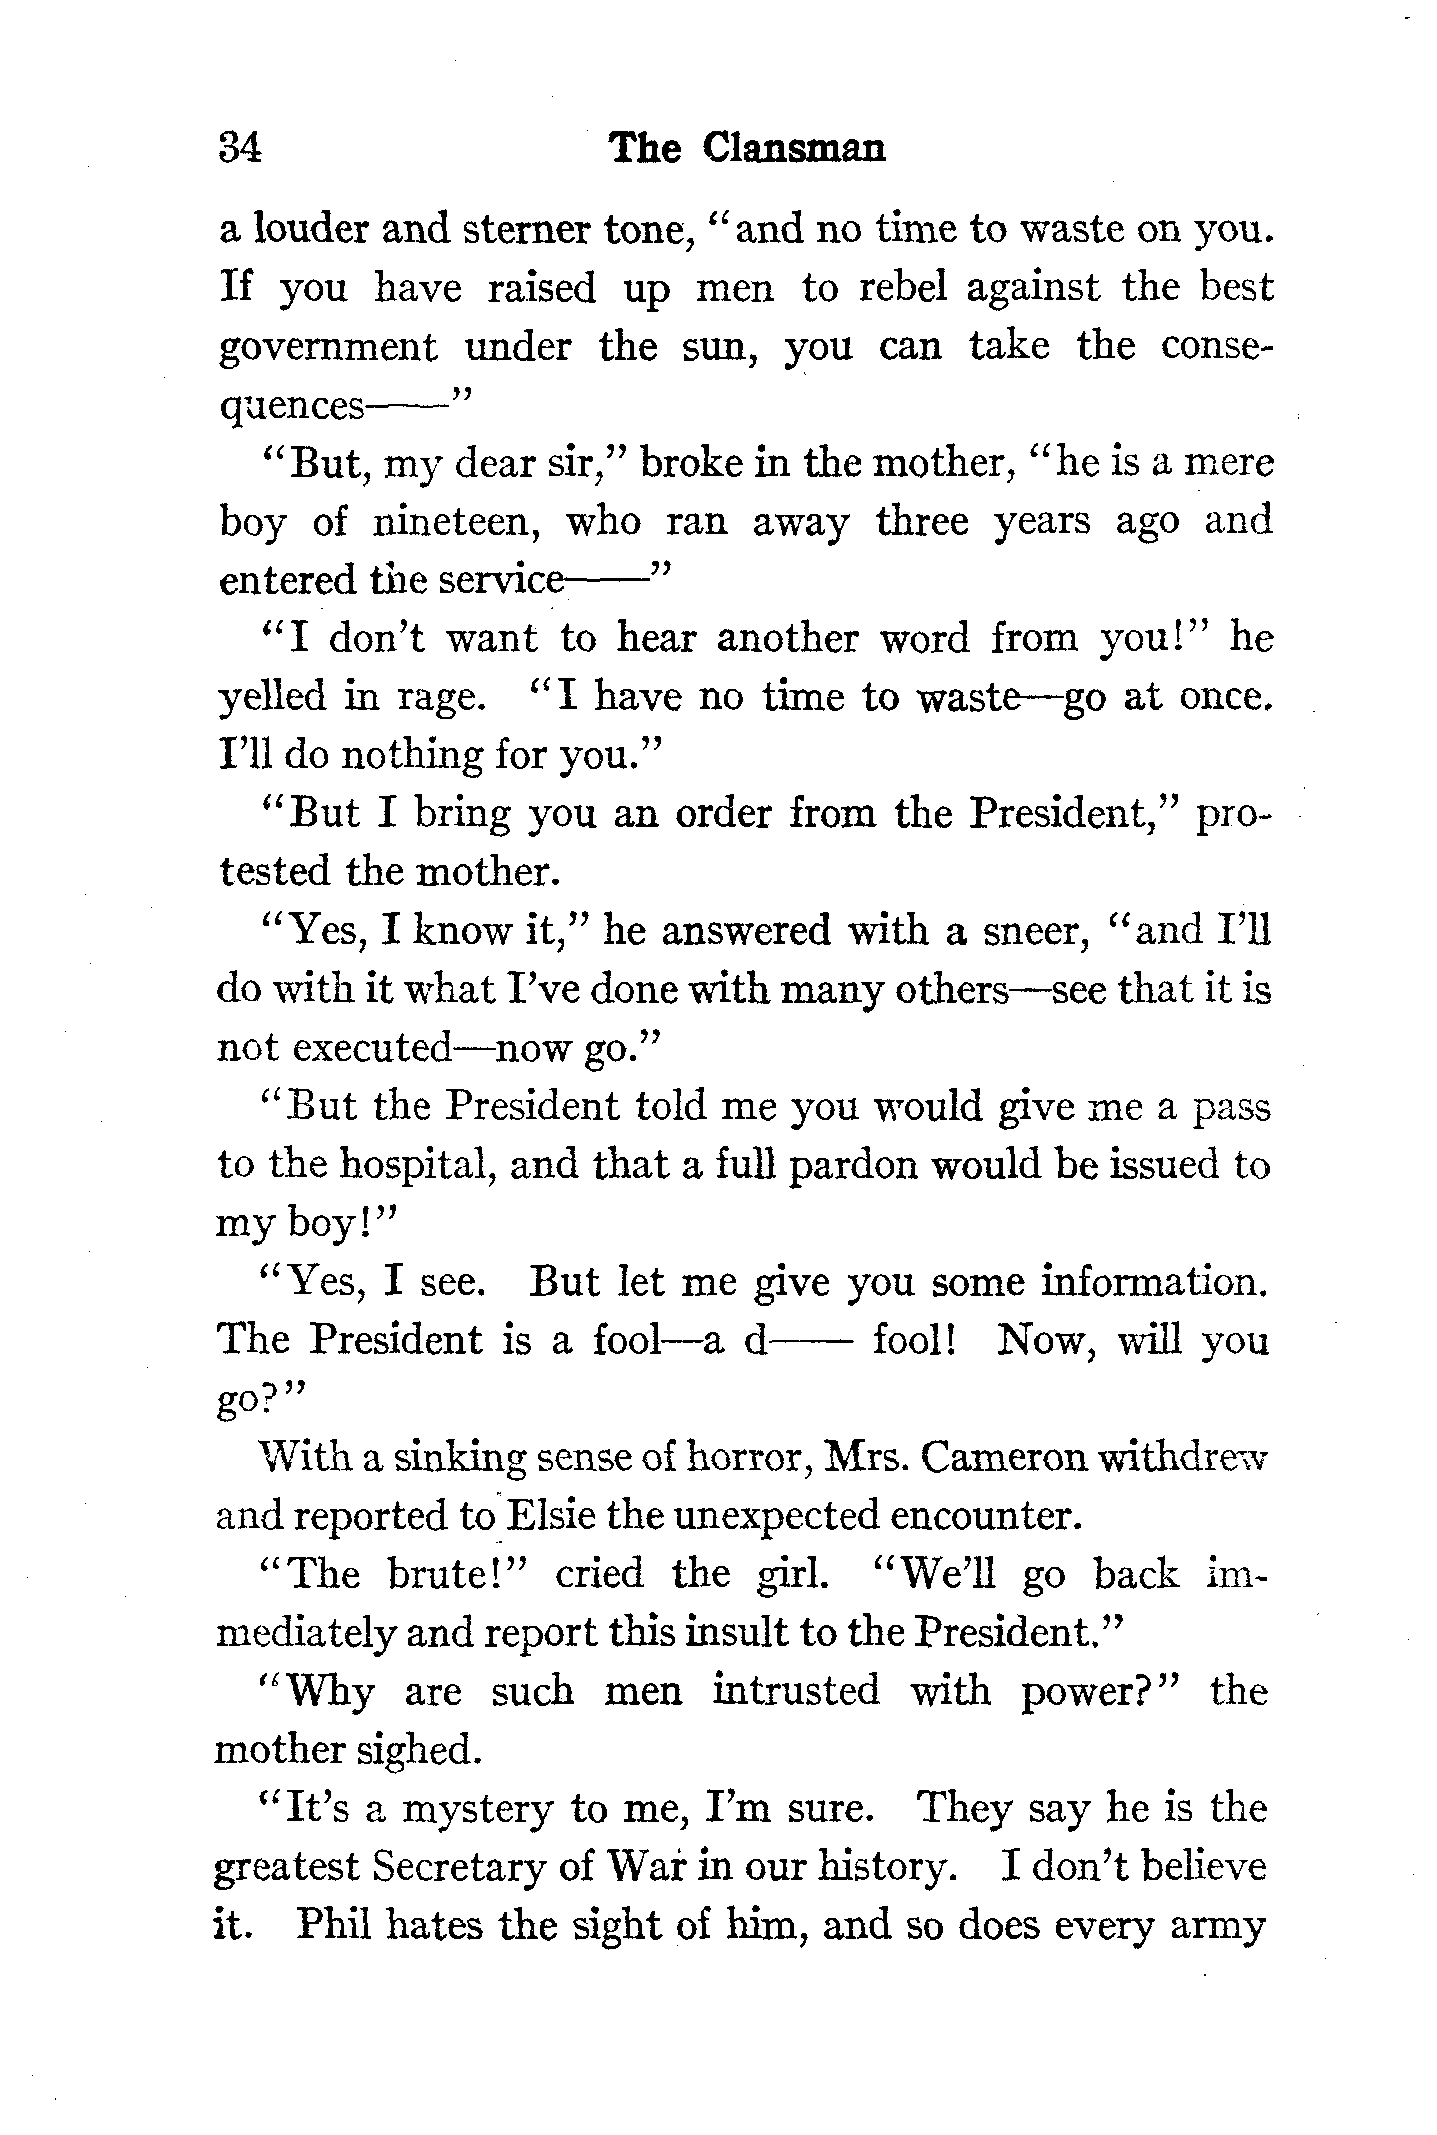 34 The Clansman
a louder and sterner tone, “and no time to waste on you.
If you have raised up men to rebel against the best
government under the sun, you can take the conse-
quences——”
“But, my dear sir,” broke in the mother, “he is a mere
boy of nineteen, who ran away three years ago and
entered the service——”
“I don’t want to hear another word from you!” he
yelled in rage. “I have no time to waste—go at once.
I’ll do nothing for you.”
“But I bring you an order from the President,” pro-
tested the mother.
“Yes, I know it,” he answered with a sneer, “and I’ll
do with it what I’ve done with many others—see that it is
not executed—now go.”
“But the President told me you would give me a pass
to the hospital, and that a full pardon would be issued to
my boy!”
“Yes, I see. But let me give you some information.
The President is a fool—a d—— fool! Now, will you
go?”
With a sinking sense of horror, Mrs. Cameron withdrew
and reported to Elsie the unexpected encounter.
“The brute!” cried the girl. “We’ll go back im-
mediately and report this insult to the President.”
“Why are such men intrusted with power?” the
mother sighed.
“It’s a mystery to me, I’m sure. They say he is the
greatest Secretary of War in our history. I don’t believe
it. Phil hates the sight of him, and so does every army